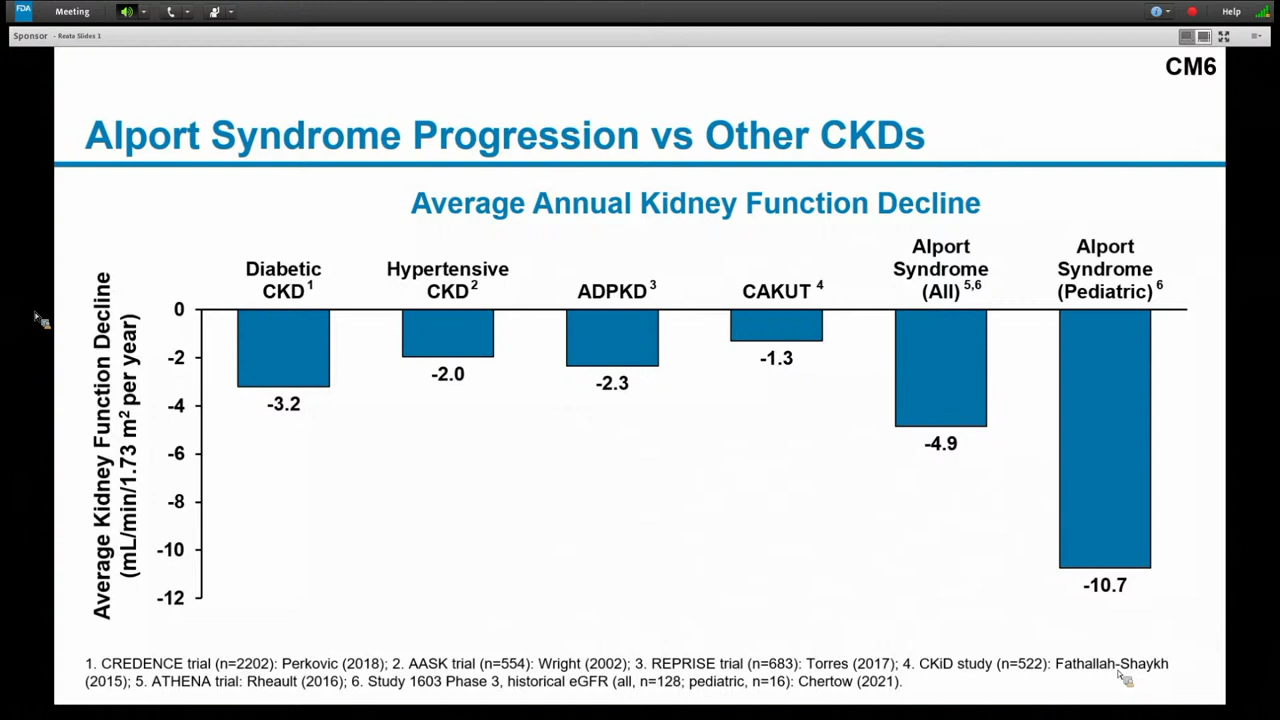 FDA
Meeting
Help
Sponsor - Reata Slides 1
CM6
Alport Syndrome Progression vs Other CKDs
Average Annual Kidney Function Decline
Average Kidney Function Decline
(mL/min/1.73 m² per year)
Diabetic
CKD¹
Hypertensive
CKD²
ADPKD³
CAKUT ⁴
Alport
Syndrome
(All) ⁵,⁶
Alport
Syndrome
(Pediatric) ⁶
0
-2
-4
-6
-8
-10
-12
-3.2
-2.0
-2.3
-1.3
-4.9
-10.7
1. CREDENCE trial (n=2202): Perkovic (2018); 2. AASK trial (n=554): Wright (2002); 3. REPRISE trial (n=683): Torres (2017); 4. CKiD study (n=522): Fathallah-Shaykh
(2015); 5. ATHENA trial: Rheault (2016); 6. Study 1603 Phase 3, historical eGFR (all, n=128; pediatric, n=16): Chertow (2021).